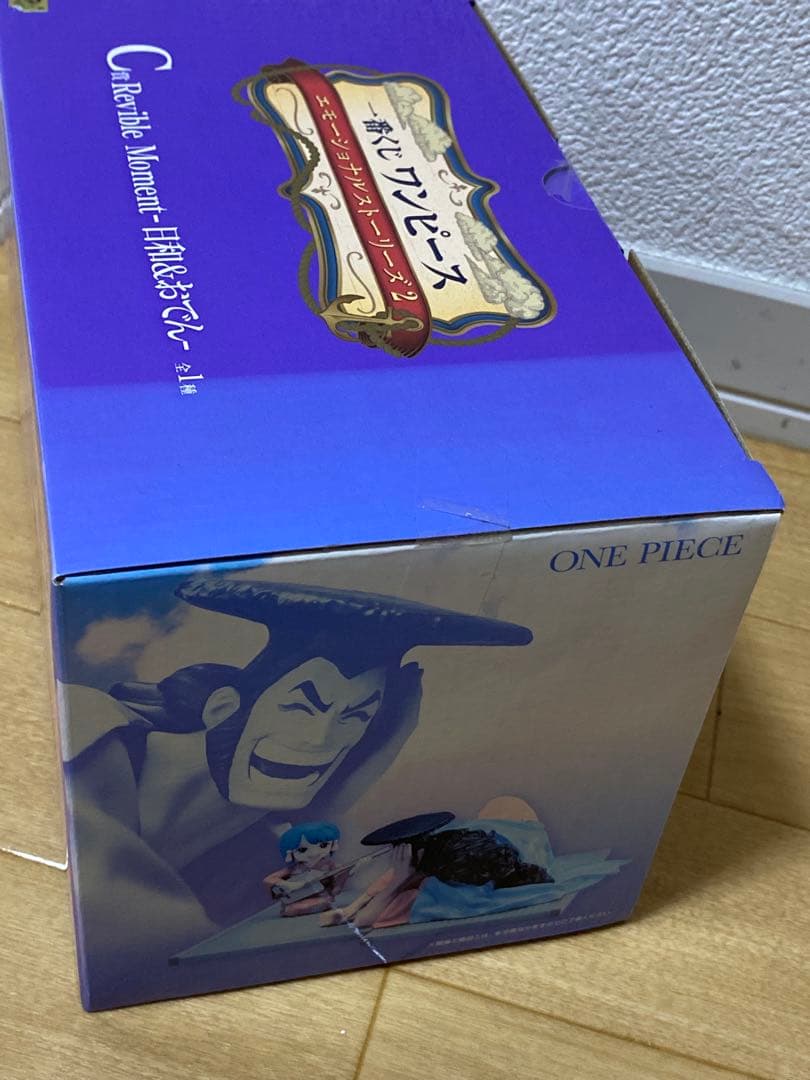 一番くじ ワンピース
エモーショナルストーリーズ2
C賞 Revible Moment-日和&おでん- 全1種
ONE PIECE